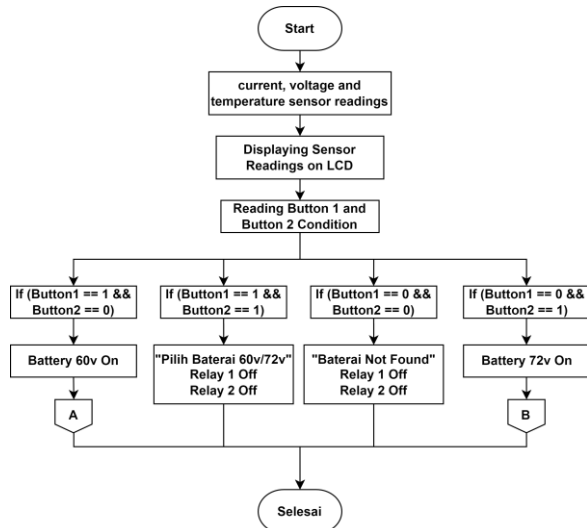 Start
current, voltage and
temperature sensor readings
Displaying Sensor
Readings on LCD
Reading Button 1 and
Button 2 Condition
If (Button1 == 1 &&
Button2 == 0)
If (Button1 == 1 &&
Button2 == 1)
If (Button1 == 0 &&
Button2 == 0)
If (Button1 == 0 &&
Button2 == 1)
Battery 60v On
"Pilih Baterai 60v/72v"
Relay 1 Off
Relay 2 Off
"Baterai Not Found"
Relay 1 Off
Relay 2 Off
Battery 72v On
A
B
Selesai